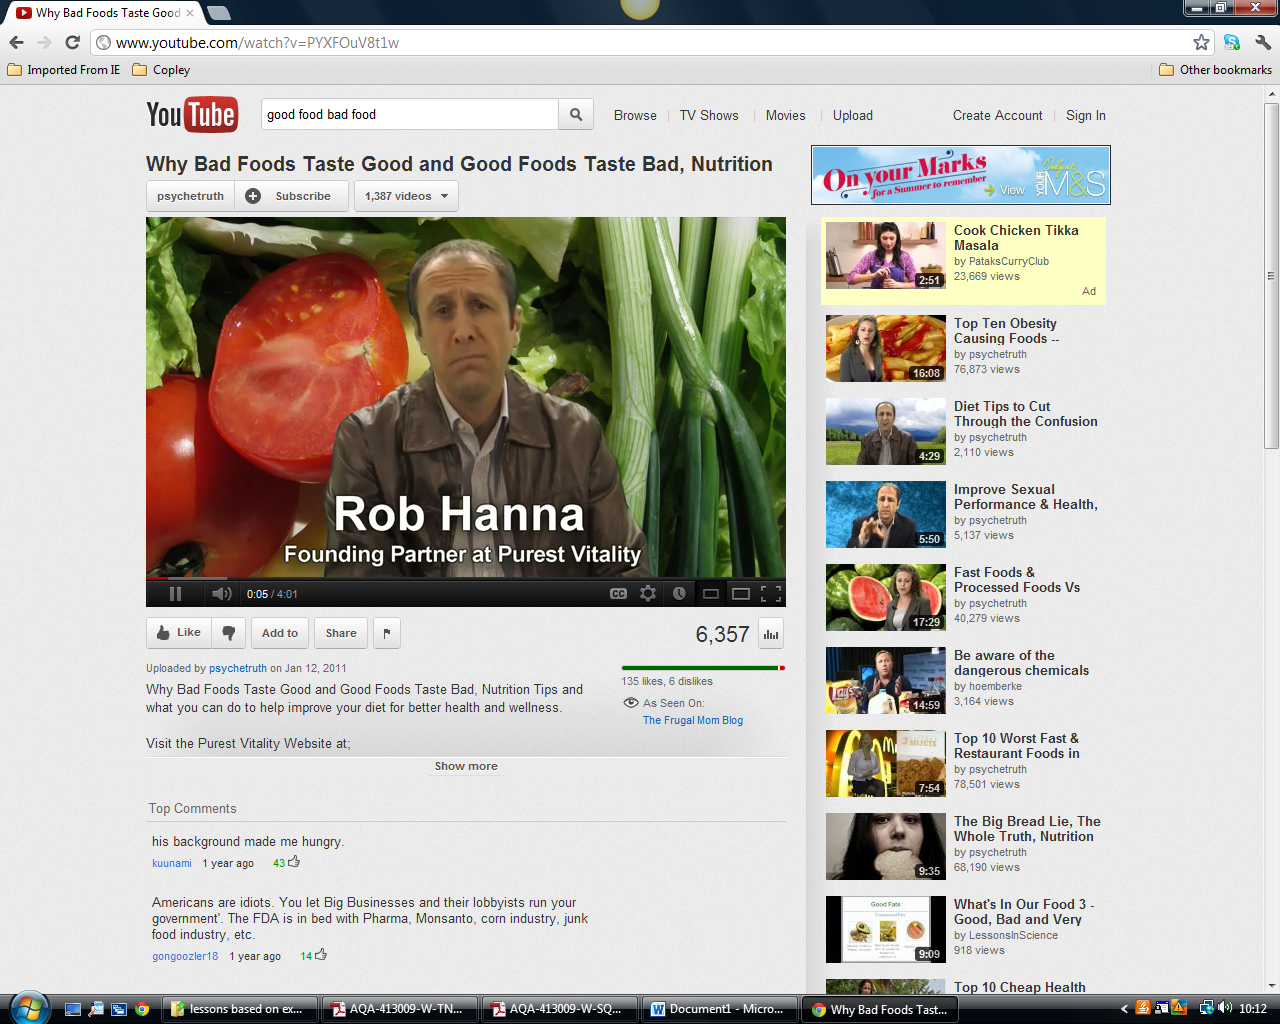 Why Bad Foods Taste Good
www.youtube.com/watch?v=PYXFOuV8t1w
Imported From IE
Copley
Other bookmarks
YouTube
good food bad food
Browse
TV Shows
Movies
Upload
Create Account
Sign In
Why Bad Foods Taste Good and Good Foods Taste Bad, Nutrition
psychetruth
Subscribe
1,387 videos
Rob Hanna
Founding Partner at Purest Vitality
0:05 / 4:01
CC
Like
Add to
Share
6,357
Uploaded by psychetruth on Jan 12, 2011
135 likes, 6 dislikes
Why Bad Foods Taste Good and Good Foods Taste Bad, Nutrition Tips and
what you can do to help improve your diet for better health and wellness.
As Seen On:
The Frugal Mom Blog
Visit the Purest Vitality Website at;
Show more
Top Comments
his background made me hungry.
kuunami 1 year ago 43
Americans are idiots. You let Big Businesses and their lobbyists run your
government'. The FDA is in bed with Pharma, Monsanto, corn industry, junk
food industry, etc.
gongoozler18 1 year ago 14
On your Marks
for a Summer to remember
View
Only at
YOUR M&S
Cook Chicken Tikka
Masala
by PataksCurryClub
23,669 views
2:51
Ad
Top Ten Obesity
Causing Foods --
by psychetruth
76,873 views
16:08
Diet Tips to Cut
Through the Confusion
by psychetruth
2,110 views
4:29
Improve Sexual
Performance & Health,
by psychetruth
5,137 views
5:50
Fast Foods &
Processed Foods Vs
by psychetruth
40,279 views
17:29
Be aware of the
dangerous chemicals
by hoemberke
3,164 views
14:59
Top 10 Worst Fast &
Restaurant Foods in
by psychetruth
78,501 views
7:54
The Big Bread Lie, The
Whole Truth, Nutrition
by psychetruth
68,190 views
9:35
What's In Our Food 3 -
Good, Bad and Very
by LessonsInScience
918 views
Good Fats
9:09
Top 10 Cheap Health
lessons based on ex...
AQA-413009-W-TN...
AQA-413009-W-SQ...
Document1 - Micro...
Why Bad Foods Tast...
10:12